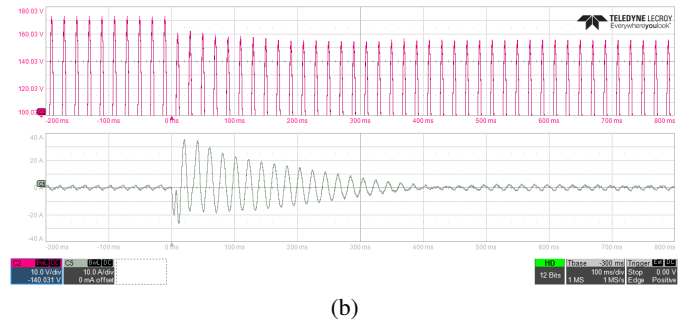 180.03 V
TELEDYNE LECROY
Everywhereyoulook
160.03 V
140.03 V
120.03 V
-200 ms -100 ms 0 ms 100 ms 200 ms 300 ms 400 ms 500 ms 600 ms 700 ms 800 ms
40 A
20 A
-20 A
-40 A
-200 ms -100 ms 0 ms 100 ms 200 ms 300 ms 400 ms 500 ms 600 ms 700 ms 800 ms
C2 BwL DC C5 BwL DC HD Tbase -300 ms Trigger
10.0 V/div 10.0 A/div 12 Bits 100 ms/div Stop 0.00 V
-140.031 V 0 mA offset 1 MS 1 MS/s Edge Positive
(b)